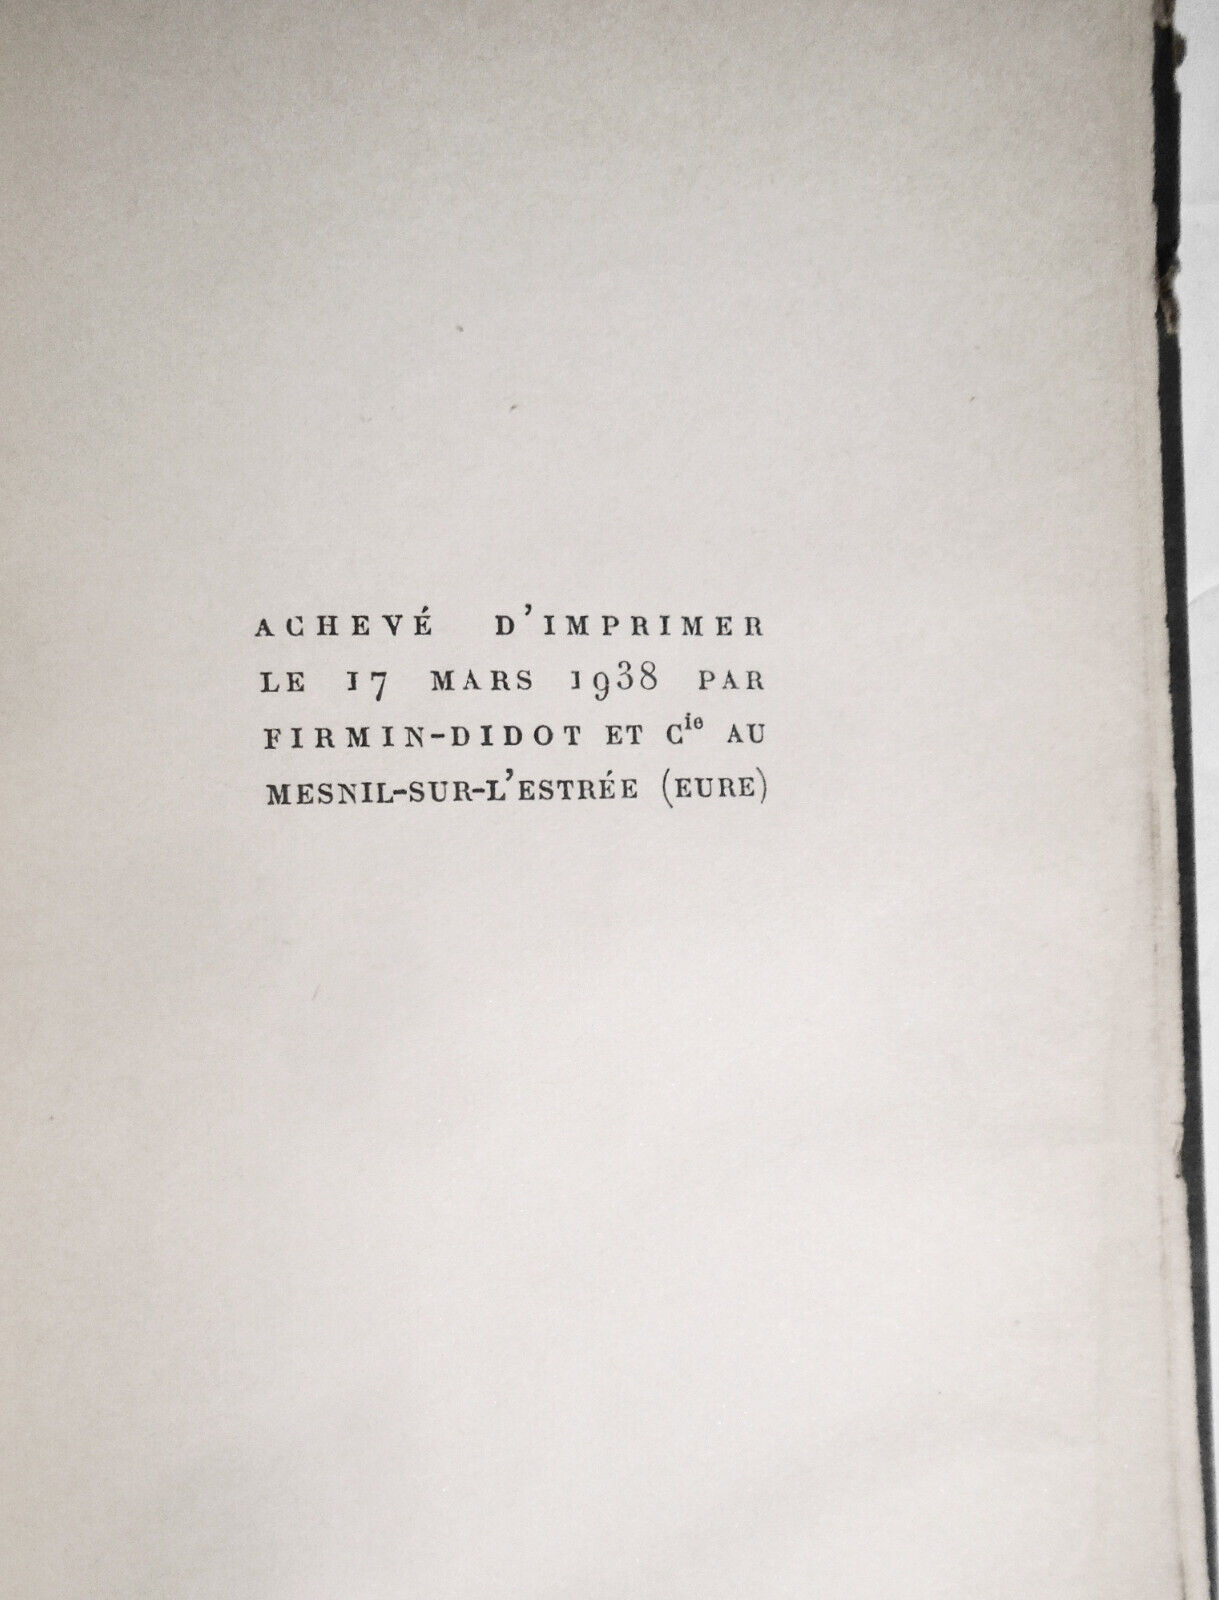 ACHEVÉ D'IMPRIMER
LE 17 MARS 1938 PAR
FIRMIN-DIDOT ET Cie AU
MESNIL-SUR-L'ESTRÉE (EURE)